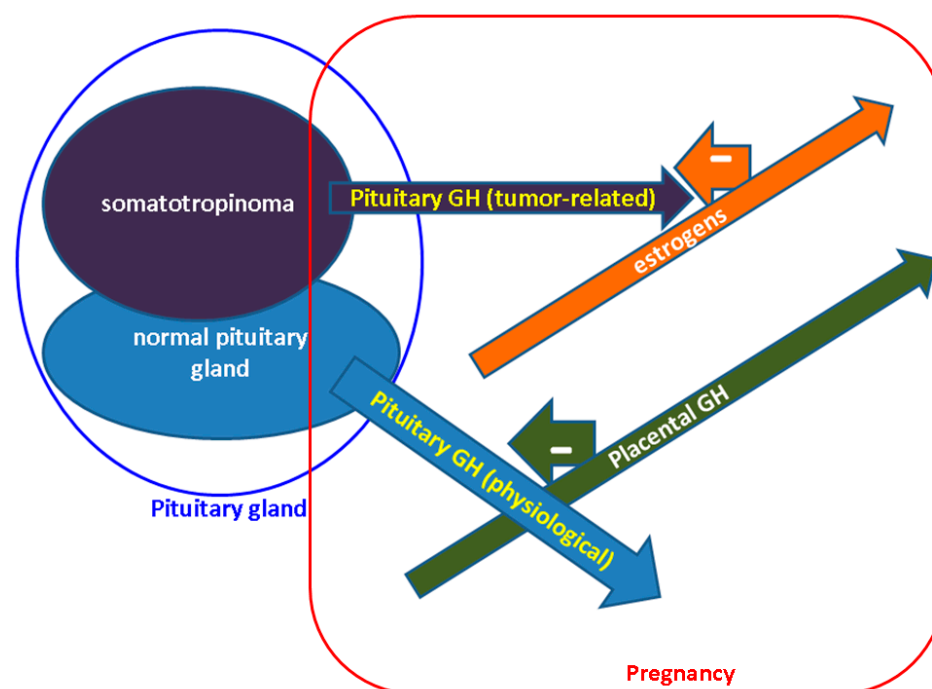 somatotropinoma
Pituitary GH (tumor-related)
-
estrogens
normal pituitary
gland
Pituitary GH (physiological)
-
Placental GH
Pituitary gland
Pregnancy